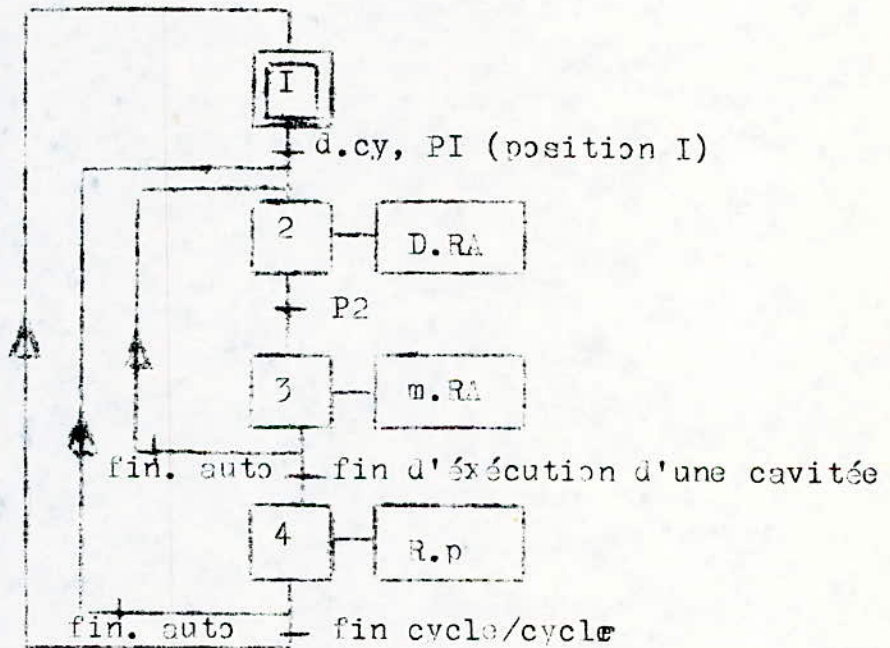 I
d.cy, PI (position I)
2
D.RA
P2
3
m.RA
fin. auto
fin d'éxécution d'une cavitée
4
R.p
fin. auto
fin cycle/cycle